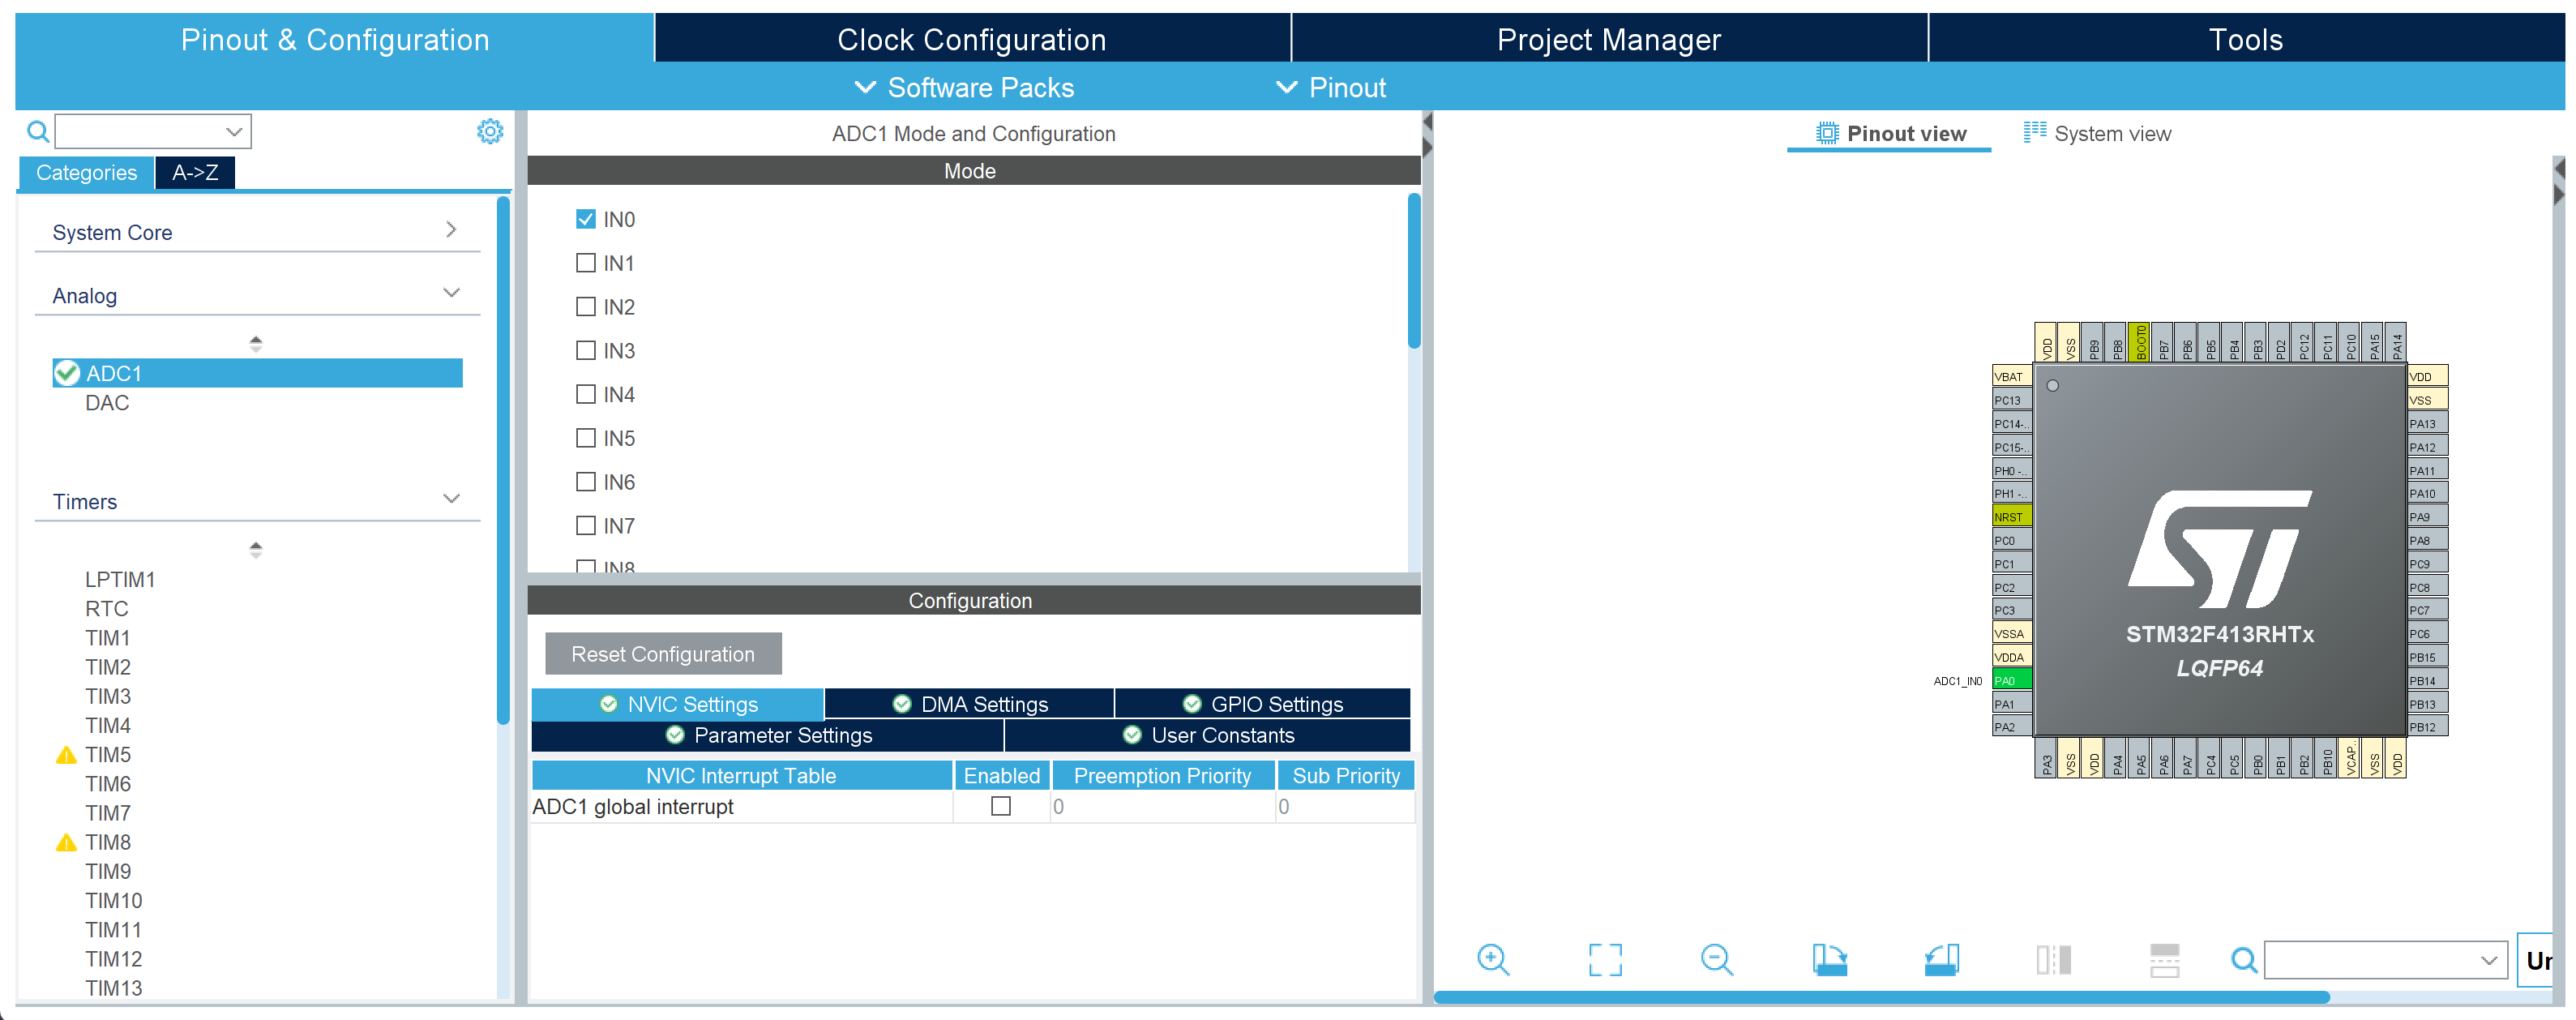 Pinout & Configuration
Clock Configuration
Project Manager
Tools
Software Packs
Pinout
Categories
A->Z
System Core
Analog
ADC1
DAC
Timers
LPTIM1
RTC
TIM1
TIM2
TIM3
TIM4
TIM5
TIM6
TIM7
TIM8
TIM9
TIM10
TIM11
TIM12
TIM13
ADC1 Mode and Configuration
Mode
IN0
IN1
IN2
IN3
IN4
IN5
IN6
IN7
IN8
Configuration
Reset Configuration
NVIC Settings
DMA Settings
GPIO Settings
Parameter Settings
User Constants
NVIC Interrupt Table Enabled Preemption Priority Sub Priority
ADC1 global interrupt 0 0
Pinout view
System view
VDD
VSS
PB9
PB8
BOOT0
PB7
PB6
PB5
PB4
PB3
PD2
PC12
PC11
PC10
PA15
PA14
VBAT
PC13
PC14-..
PC15-..
PH0 -..
PH1 -..
NRST
PC0
PC1
PC2
PC3
VSSA
VDDA
ADC1_IN0 PA0
PA1
PA2
ST
STM32F413RHTx
LQFP64
VDD
VSS
PA13
PA12
PA11
PA10
PA9
PA8
PC9
PC8
PC7
PC6
PB15
PB14
PB13
PB12
PA3
VSS
VDD
PA4
PA5
PA6
PA7
PC4
PC5
PB0
PB1
PB2
PB10
VCAP..
VSS
VDD
Un